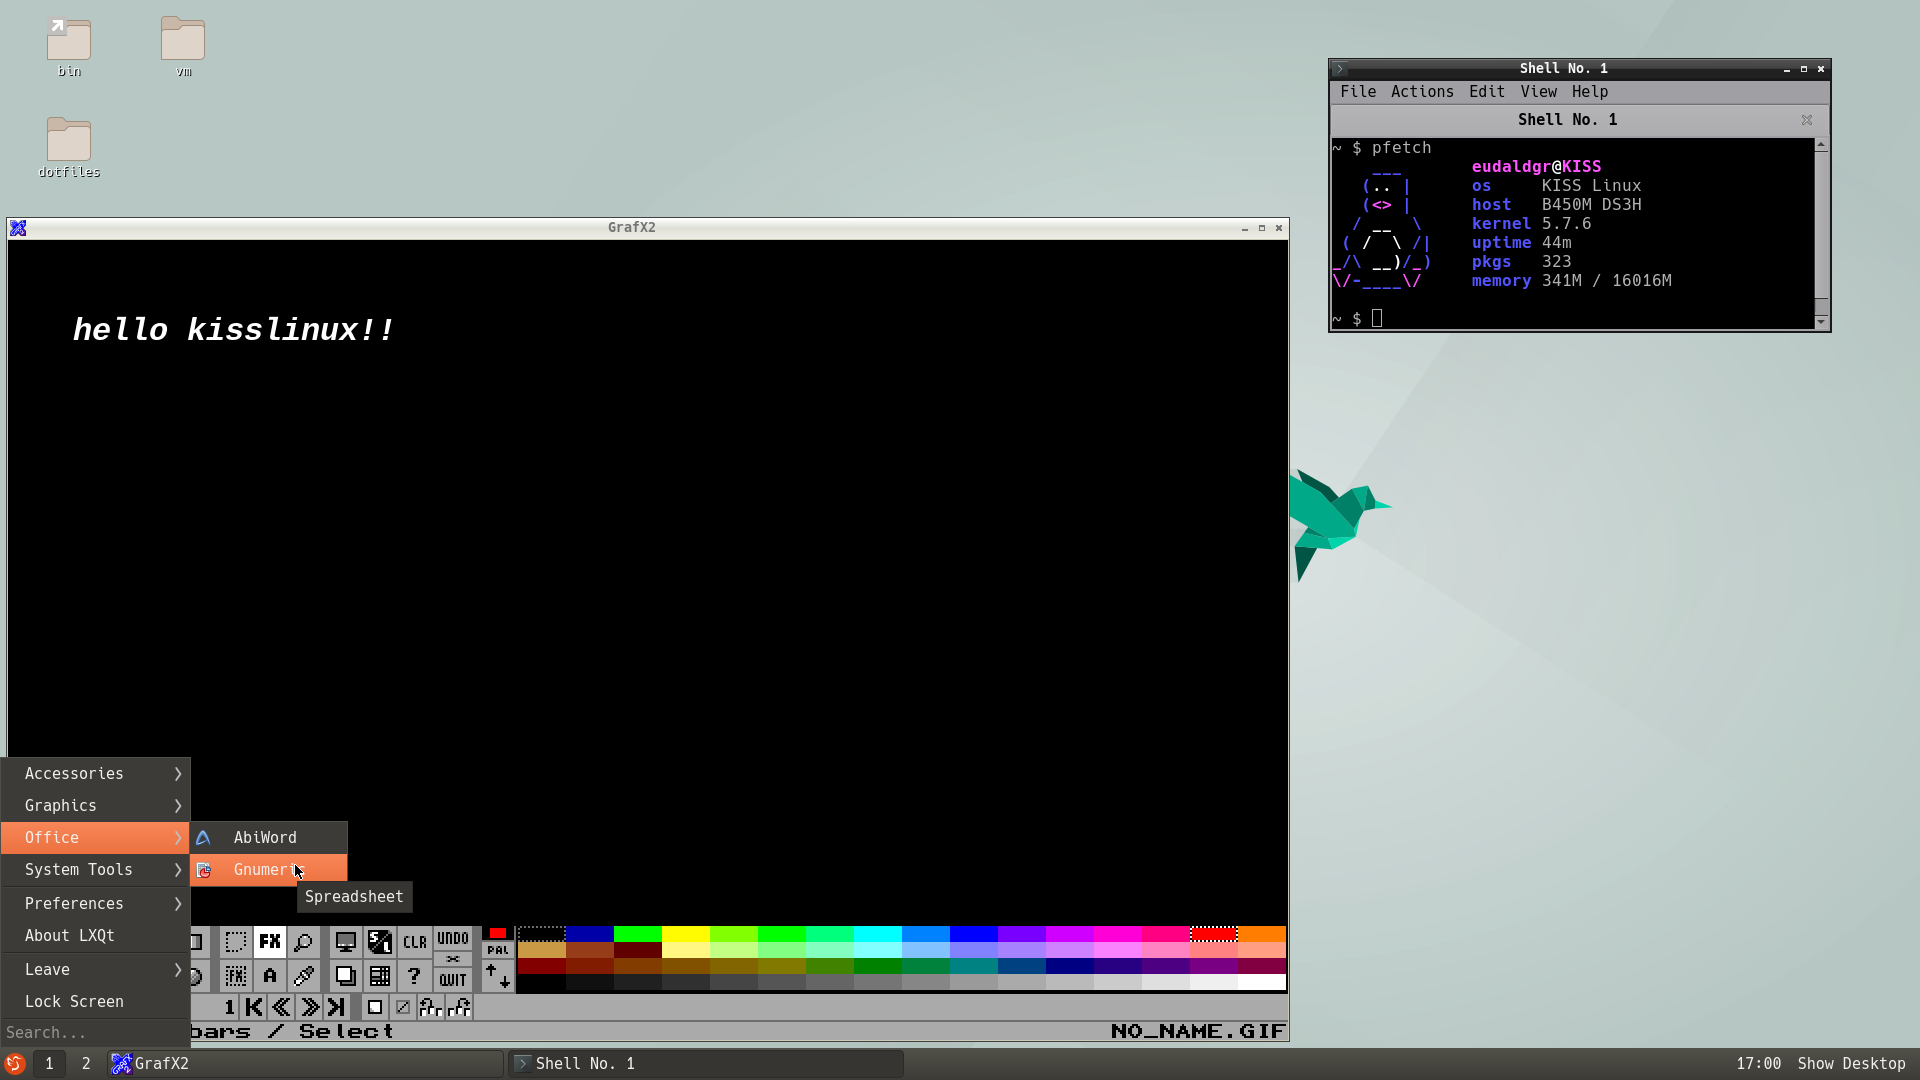 bin
vm
dotfiles
Shell No. 1
File Actions Edit View Help
Shell No. 1
~ $ pfetch
eudaldgr@KISS
os KISS Linux
host B450M DS3H
kernel 5.7.6
uptime 44m
pkgs 323
memory 341M / 16016M
~ $
GrafX2
hello kisslinux!!
Accessories
Graphics
Office
System Tools
Preferences
About LXQt
Leave
Lock Screen
Search...
AbiWord
Spreadsheet
FX
CLR
UNDO
PAL
A
?
QUIT
1
/ Select
NO_NAME.GIF
1
2
GrafX2
Shell No. 1
17:00
Show Desktop